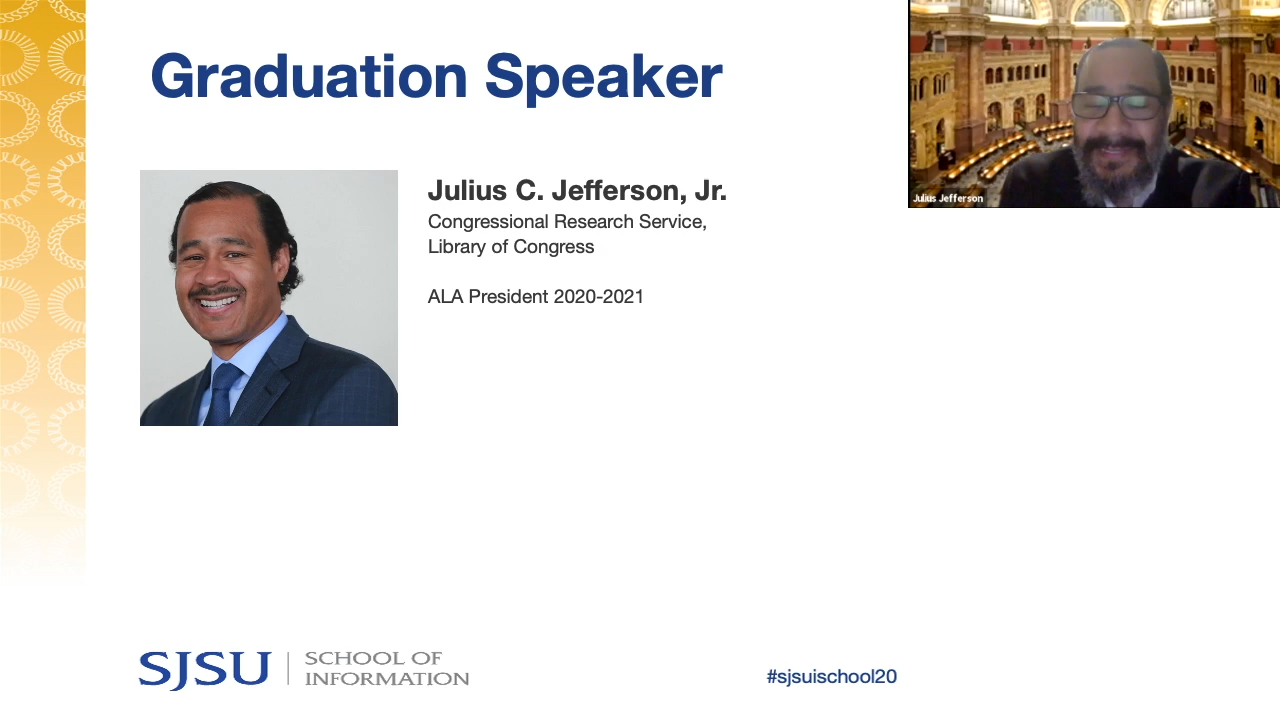 Graduation Speaker
Julius Jefferson
Julius C. Jefferson, Jr.
Congressional Research Service,
Library of Congress
ALA President 2020-2021
SJSU
SCHOOL OF
INFORMATION
#sjsuischool20